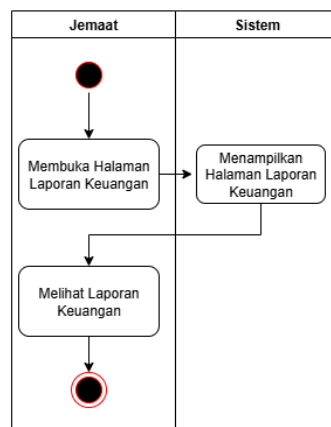 Jemaat
Sistem
Membuka Halaman
Laporan Keuangan
Menampilkan
Halaman Laporan
Keuangan
Melihat Laporan
Keuangan